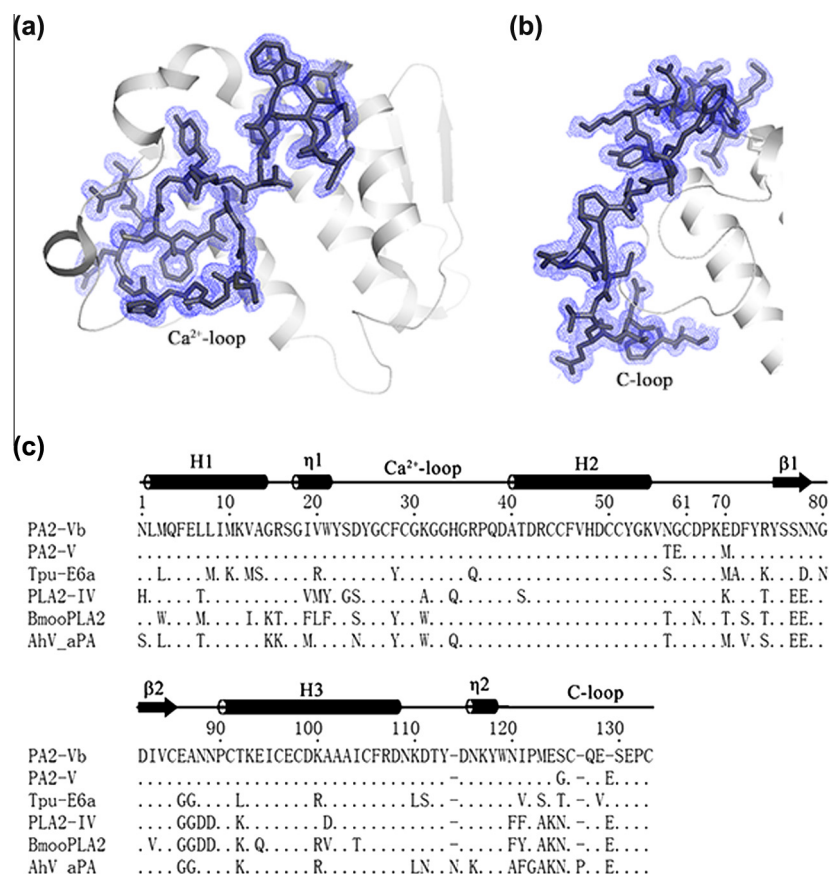 (a)
(b)
Ca²⁺-loop
C-loop
(c)
H1 η1 Ca²⁺-loop H2 β1
1 10 20 30 40 50 61 70 80
PA2-Vb NLMQFELLIMKVAGRSGIVWYSDYGCFCGKGGHGRPQDATDRCCFVHDCCYGKVNGCDPKEDFYRYSSNNG
PA2-V .......................................................TE....M..........
Tpu-E6a ..L....M.K.MS....R.......Y.......Q...................S.....MA..K...D.N
PLA2-IV H.....T..........VMY.GS......A..Q......S..............T.....K...T..EE..
BmooPLA2 ..W...M....I.KT..FLF..S...Y..W.......................T..N..T.S.T..EE..
AhV_aPA S.L...T......KK..M....N...Y..W..Q....................T.....M.V.S..EE..
β2 H3 η2 C-loop
90 100 110 120 130
PA2-Vb DIVCEANNPCTKEICECDKAAAICFRDNKDTY-DNKYWNIPMESC-QE-SEPC
PA2-V ................................-..........G.-..E....
Tpu-E6a ....GG....L.......R.........LS..-......V.S.T.-.V.....
PLA2-IV ....GGDD..K........D............-.....FF.AKN.-..E....
BmooPLA2 .V..GGDD..K.Q.....RV..T.........-.....FY.AKN.-..E....
AhV_aPA ....GG....K.......R.........LN..N.K...AFGAKN.P..E....